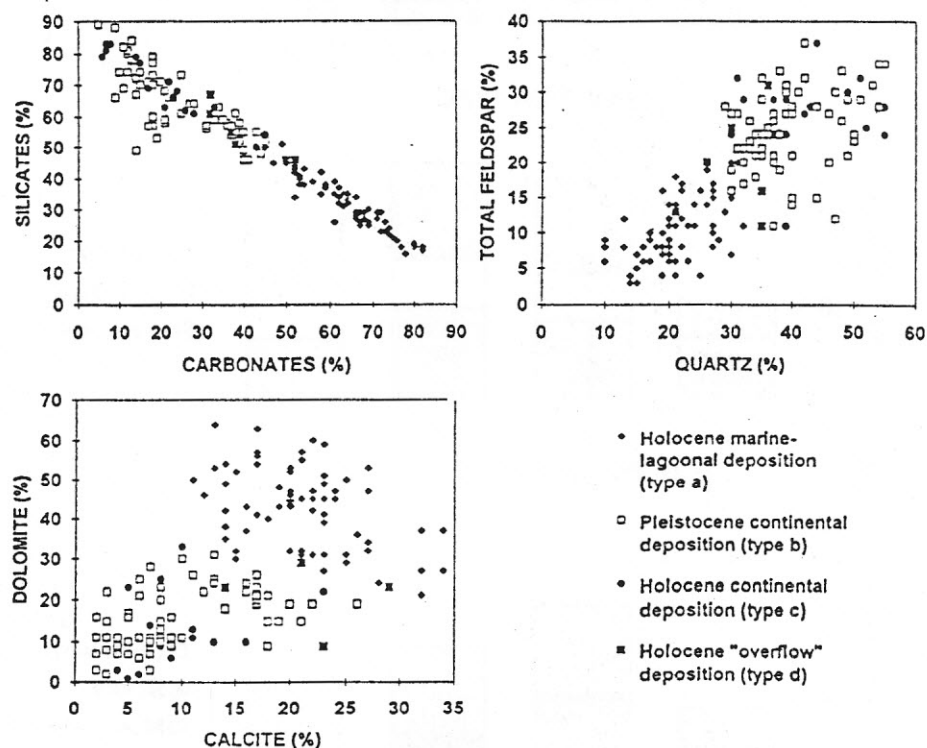 SILICATES (%)
90
80
70
60
50
40
30
20
10
0
0 10 20 30 40 50 60 70 80 90
CARBONATES (%)
TOTAL FELDSPAR (%)
40
35
30
25
20
15
10
5
0
0 10 20 30 40 50 60
QUARTZ (%)
DOLOMITE (%)
70
60
50
40
30
20
10
0
0 5 10 15 20 25 30 35
CALCITE (%)
Holocene marine-
lagoonal deposition
(type a)
Pleistocene continental
deposition (type b)
Holocene continental
deposition (type c)
Holocene "overflow"
deposition (type d)